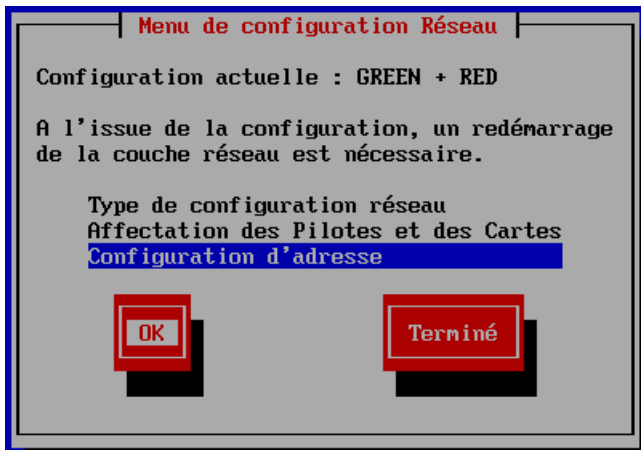 Menu de configuration Réseau
Configuration actuelle : GREEN + RED
A l'issue de la configuration, un redémarrage
de la couche réseau est nécessaire.
Type de configuration réseau
Affectation des Pilotes et des Cartes
Configuration d'adresse
OK
Terminé